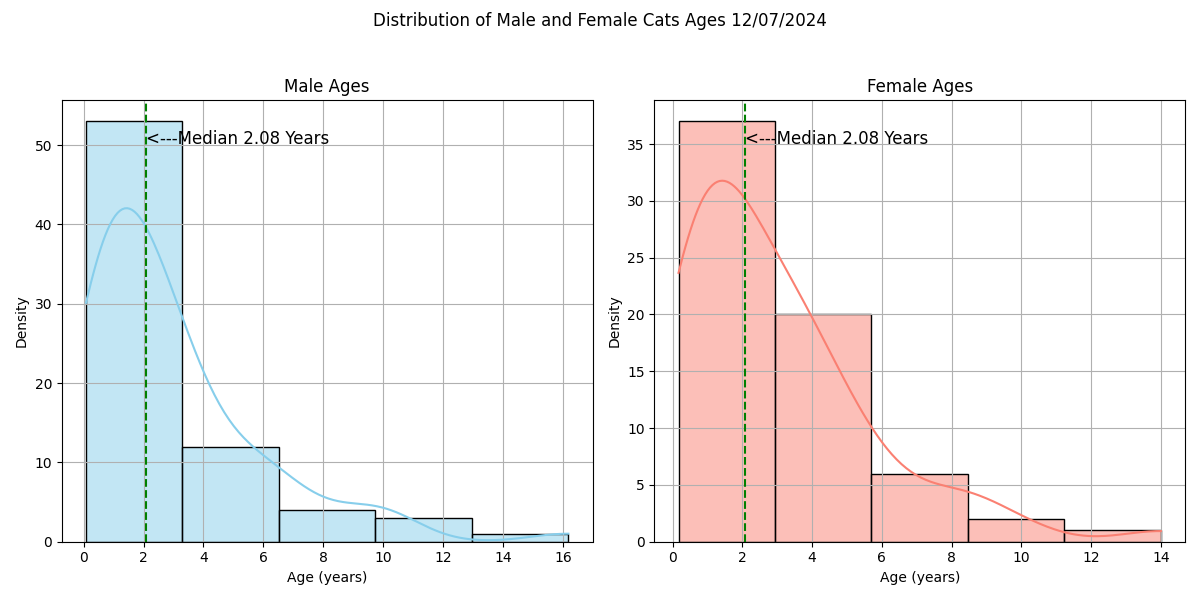 Distribution of Male and Female Cats Ages 12/07/2024
Male Ages
<---Median 2.08 Years
Density
50
40
30
20
10
0
0 2 4 6 8 10 12 14 16
Age (years)
Female Ages
<---Median 2.08 Years
Density
35
30
25
20
15
10
5
0
0 2 4 6 8 10 12 14
Age (years)